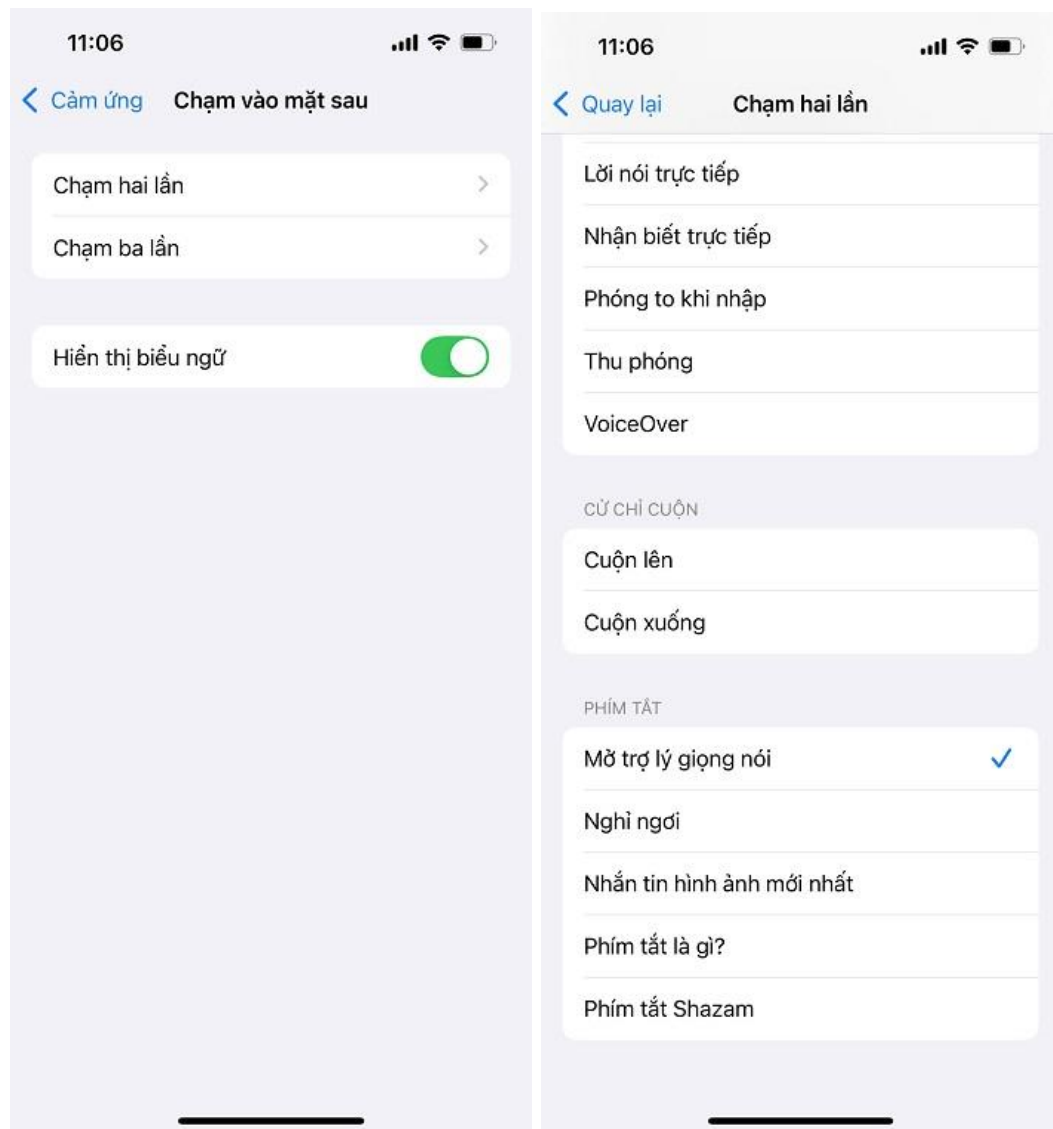 11:06
Cảm ứng Chạm vào mặt sau
Chạm hai lần
Chạm ba lần
Hiển thị biểu ngữ
11:06
Quay lại Chạm hai lần
Lời nói trực tiếp
Nhận biết trực tiếp
Phóng to khi nhập
Thu phóng
VoiceOver
CỬ CHỈ CUỘN
Cuộn lên
Cuộn xuống
PHÍM TẮT
Mở trợ lý giọng nói
Nghỉ ngơi
Nhắn tin hình ảnh mới nhất
Phím tắt là gì?
Phím tắt Shazam